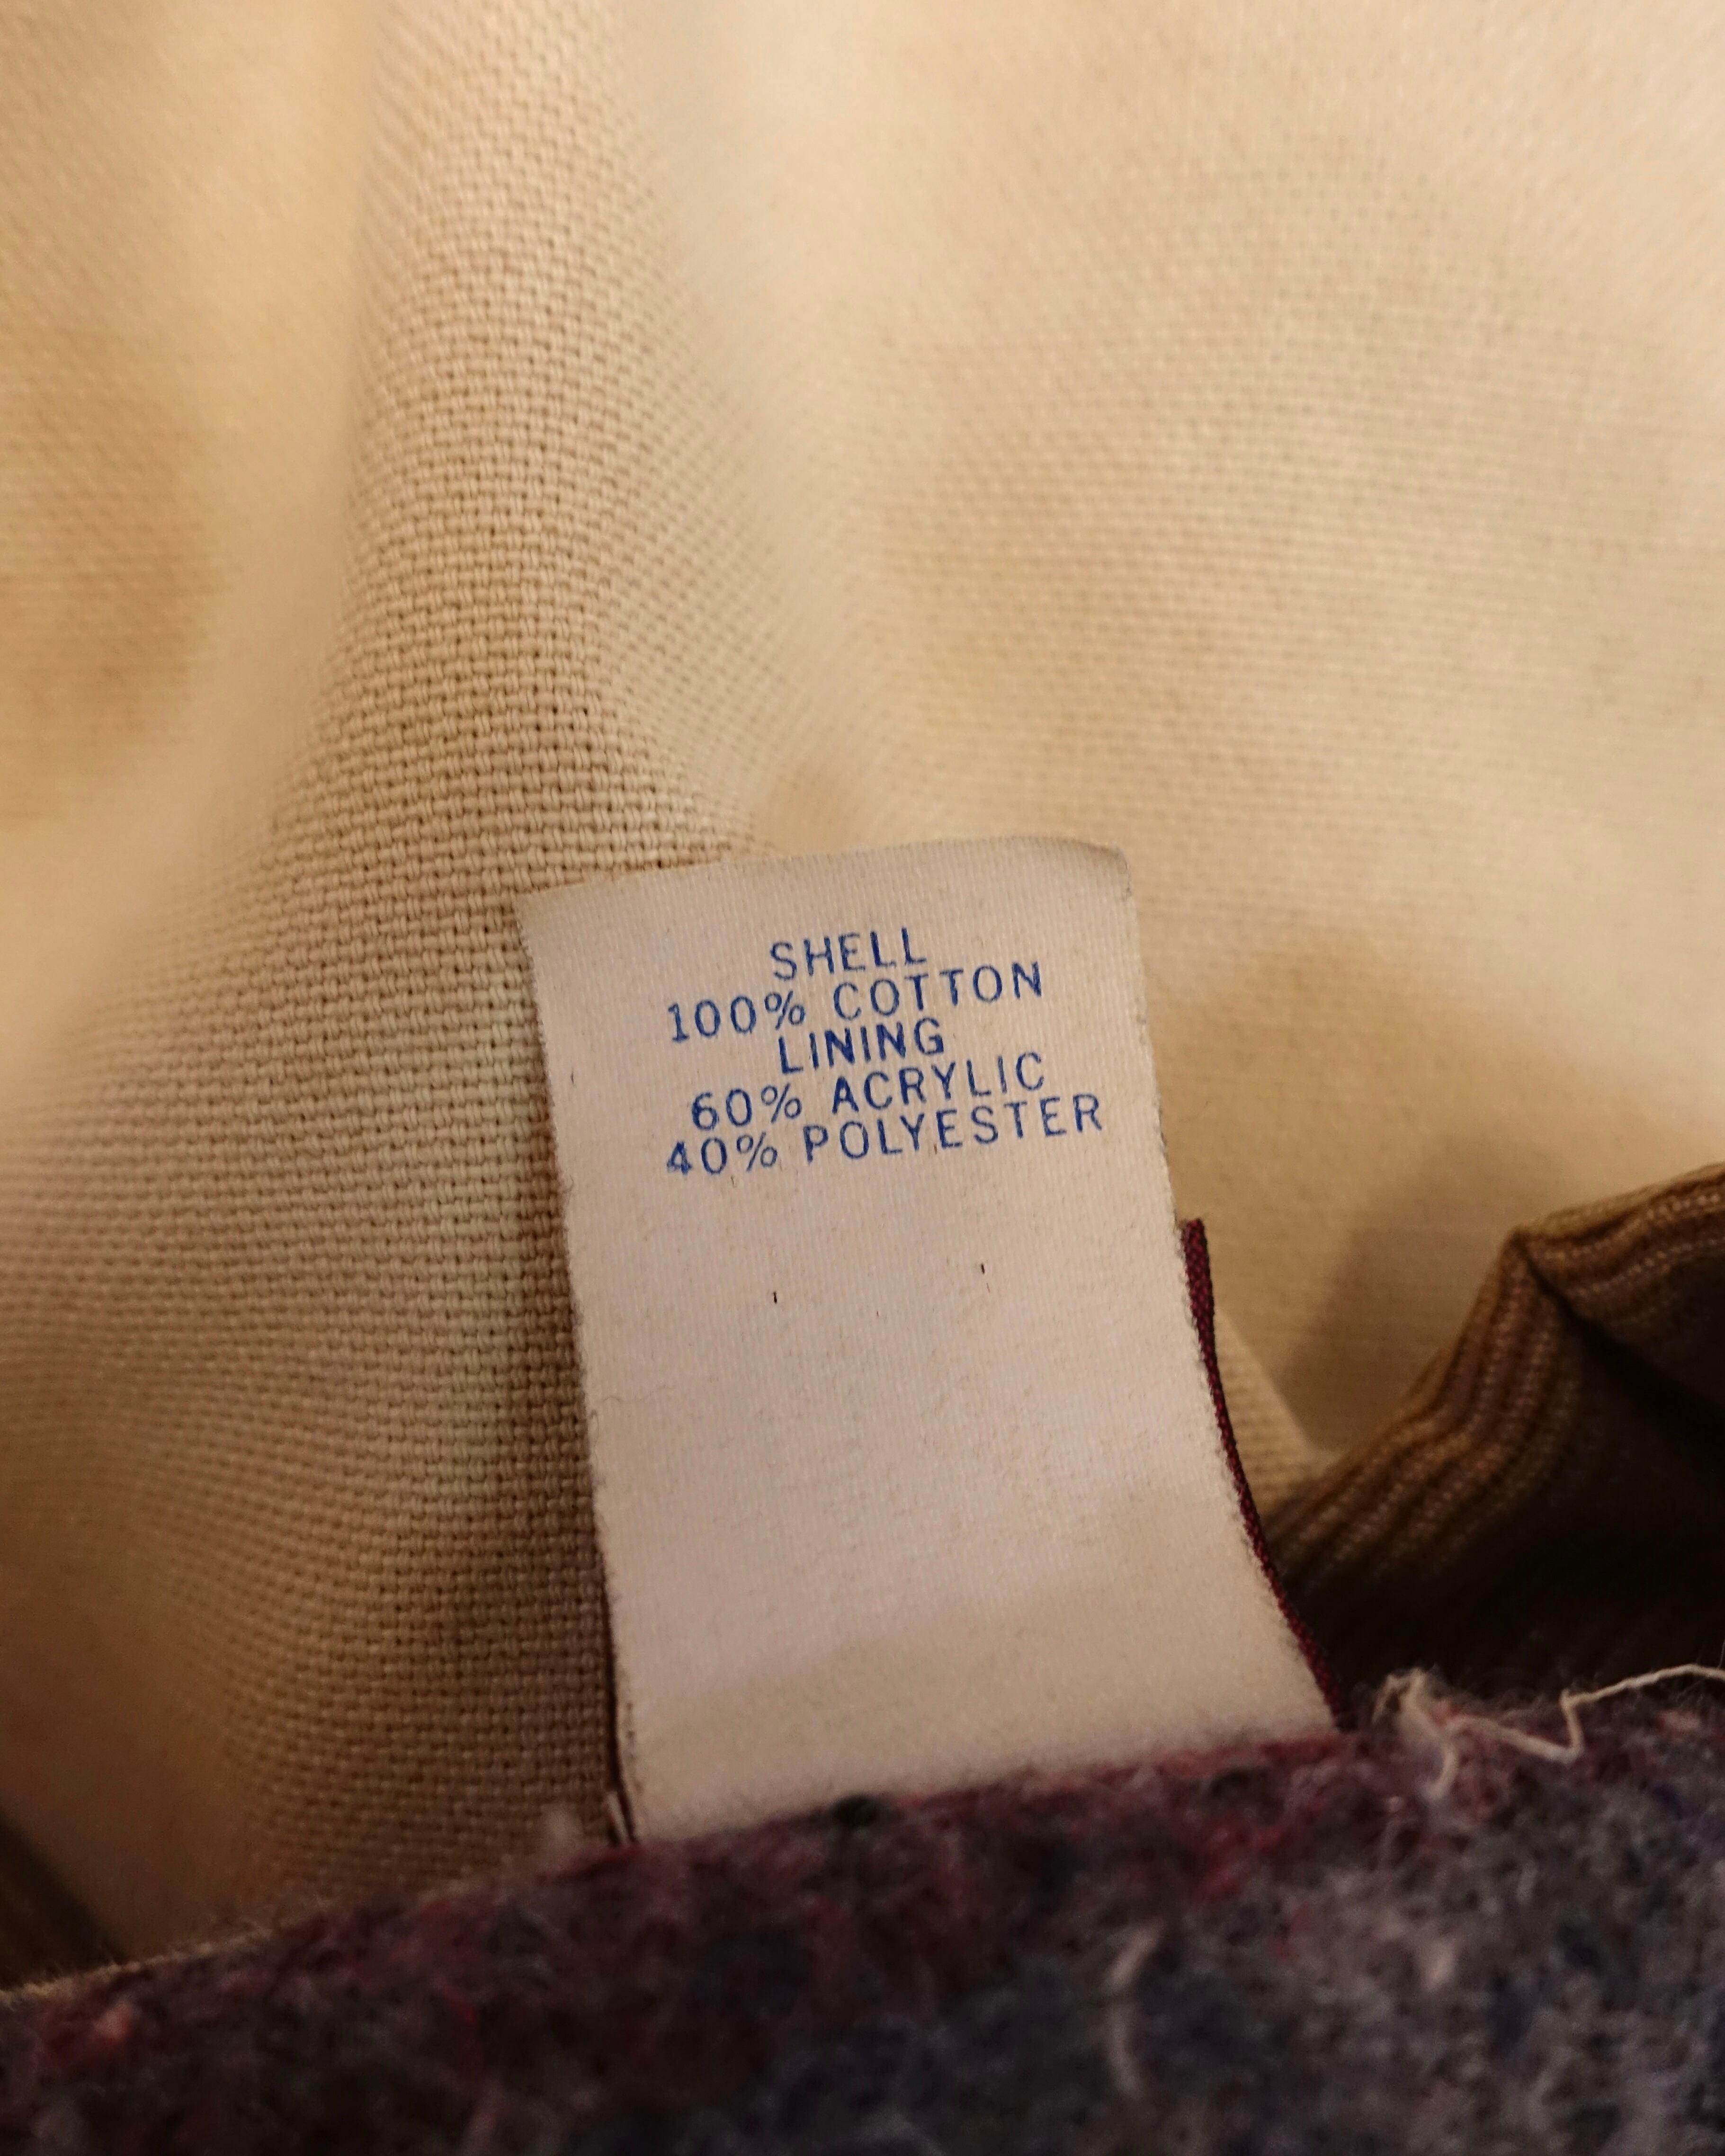 SHELL
100% COTTON
LINING
60% ACRYLIC
40% POLYESTER